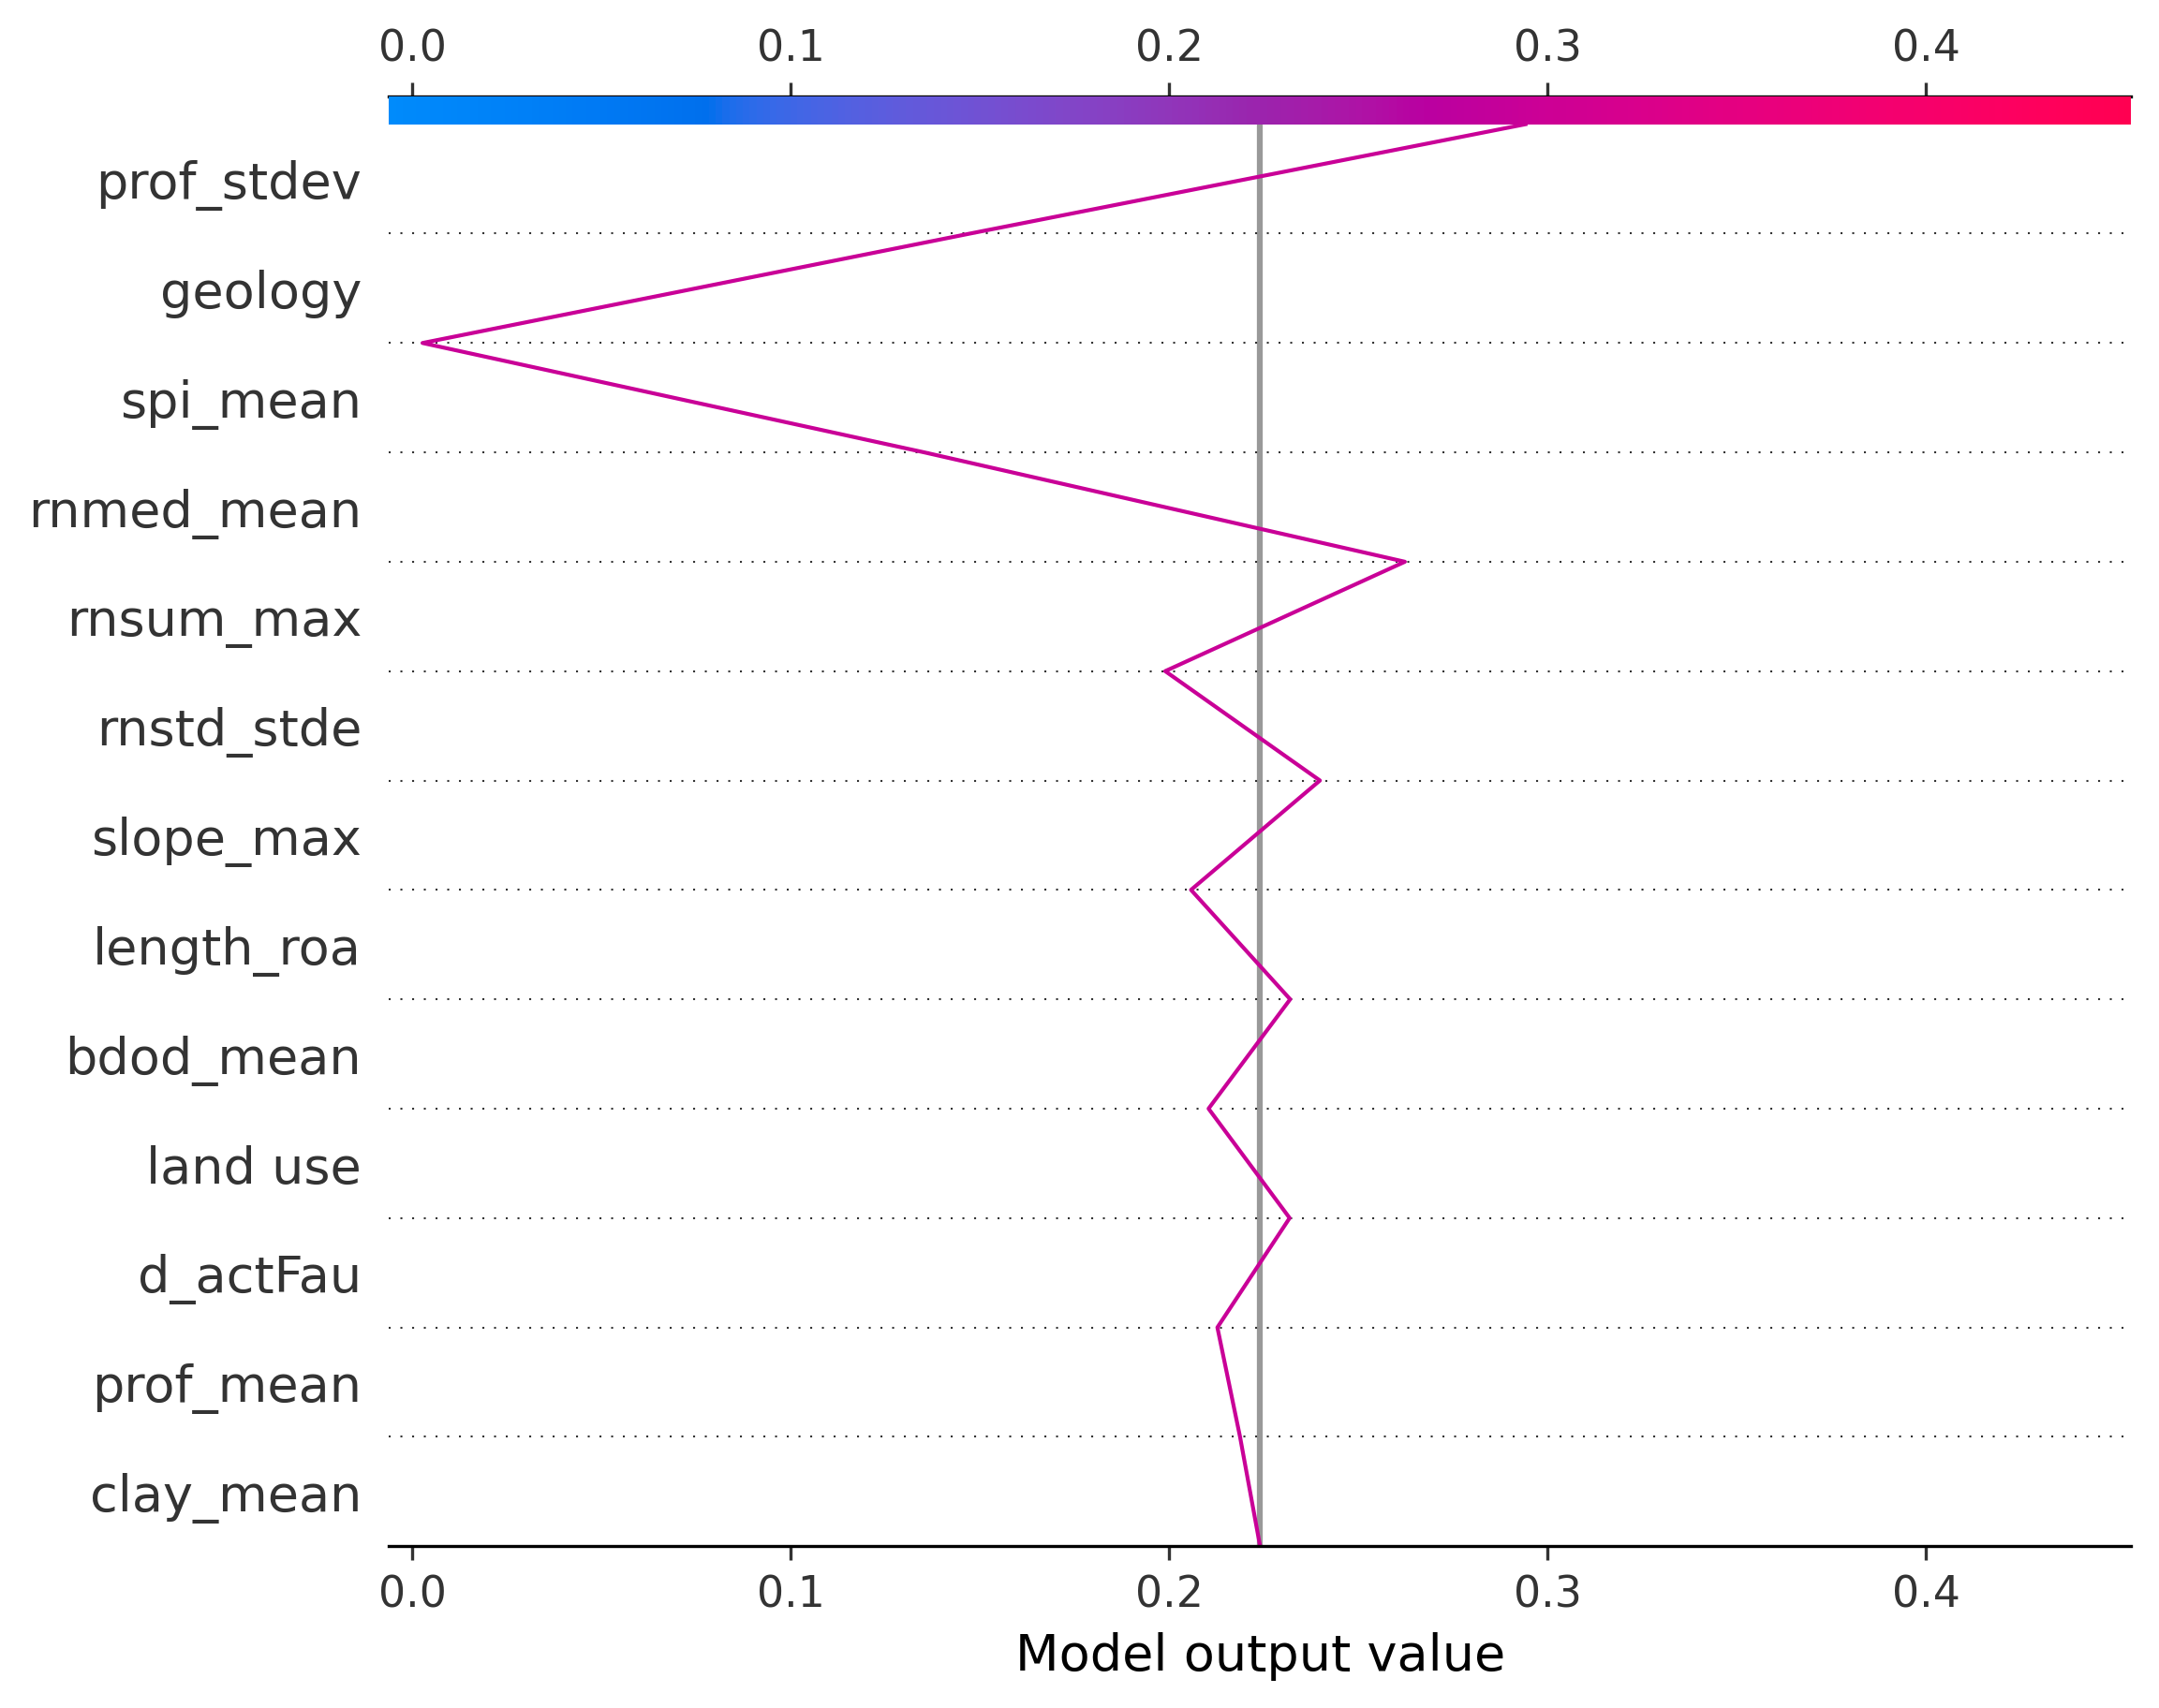 0.0 0.1 0.2 0.3 0.4
prof_stdev
geology
spi_mean
rnmed_mean
rnsum_max
rnstd_stde
slope_max
length_roa
bdod_mean
land use
d_actFau
prof_mean
clay_mean
0.0 0.1 0.2 0.3 0.4
Model output value